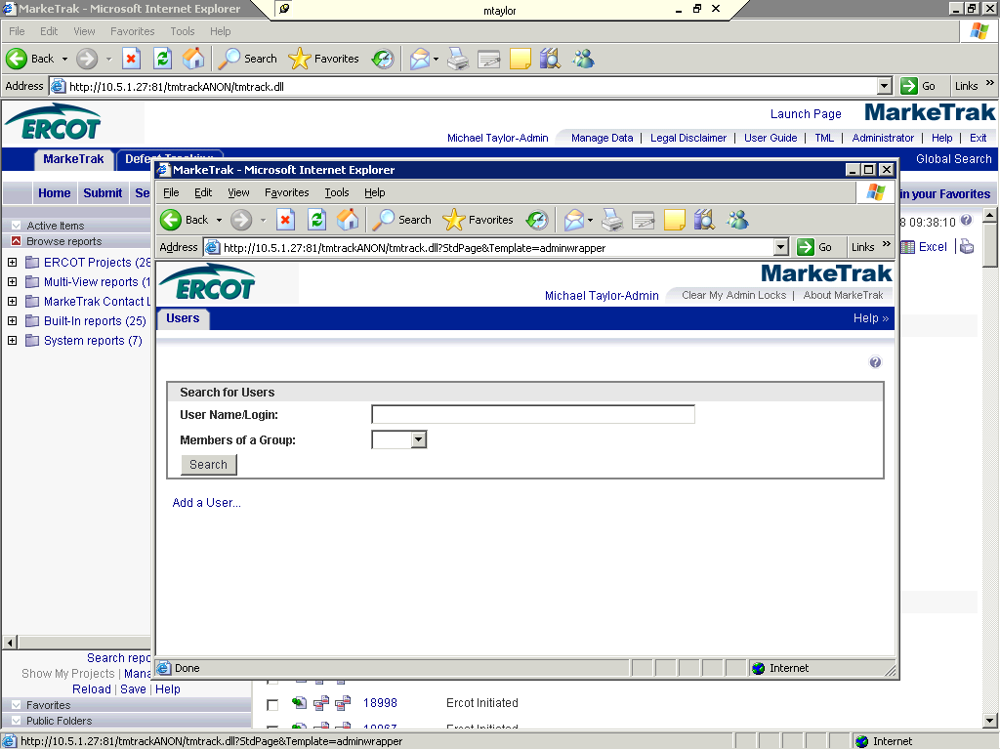 MarkeTrak - Microsoft Internet Explorer
mtaylor
File Edit View Favorites Tools Help
Back Search Favorites
Address http://10.5.1.27:81/tmtrackANON/tmtrack.dll Go Links »
ERCOT
Launch Page MarkeTrak
Michael Taylor-Admin Manage Data | Legal Disclaimer | User Guide | TML | Administrator | Help | Exit
MarkeTrak Defect Tracking Global Search
Home Submit Se in your Favorites
Active Items
8 09:38:10
Browse reports
Excel
ERCOT Projects (28
Multi-View reports (1
MarkeTrak Contact L
Built-In reports (25)
System reports (7)
MarkeTrak - Microsoft Internet Explorer
File Edit View Favorites Tools Help
Back Search Favorites
Address http://10.5.1.27:81/tmtrackANON/tmtrack.dll?StdPage&Template=adminwrapper Go Links »
ERCOT
MarkeTrak
Michael Taylor-Admin Clear My Admin Locks | About MarkeTrak
Users Help »
Search for Users
User Name/Login:
Members of a Group:
Search
Add a User...
Done Internet
Search repo
Show My Projects | Mana
Reload | Save | Help
Favorites
Public Folders
18998 Ercot Initiated
Ercot Initiated
http://10.5.1.27:81/tmtrackANON/tmtrack.dll?StdPage&Template=adminwrapper Internet